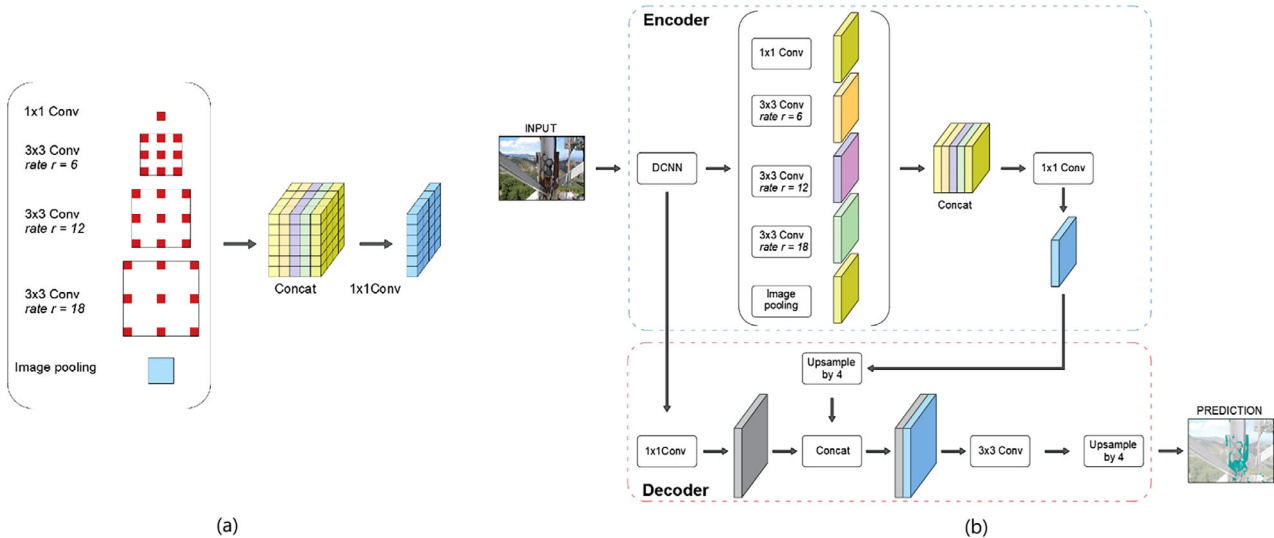 1x1 Conv
3x3 Conv
rate r = 6
3x3 Conv
rate r = 12
3x3 Conv
rate r = 18
Image pooling
Concat
1x1Conv
(a)
Encoder
INPUT
DCNN
1x1 Conv
3x3 Conv
rate r = 6
3x3 Conv
rate r = 12
3x3 Conv
rate r = 18
Image
pooling
Concat
1x1 Conv
Upsample
by 4
1x1Conv
Concat
3x3 Conv
Upsample
by 4
PREDICTION
Decoder
(b)